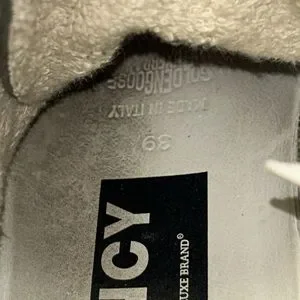 GOLDENGOOSE
MADE IN ITALY
39
ICY
UXE BRAND®